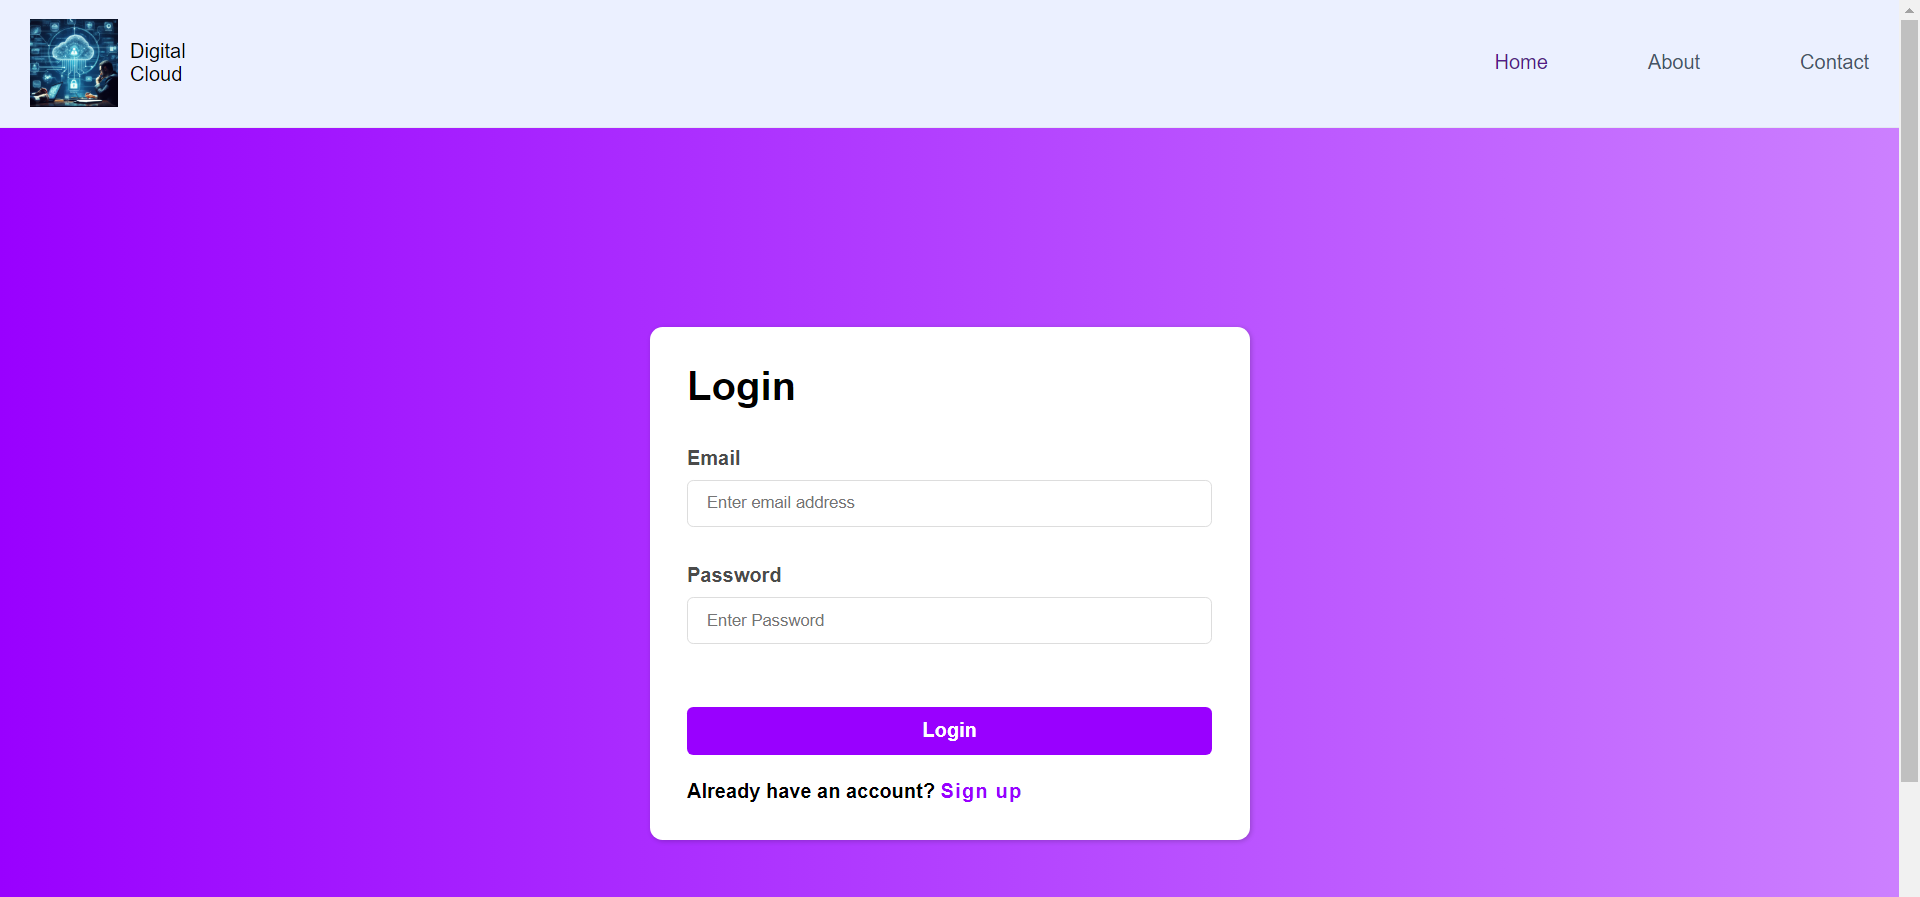 Digital
Cloud
Home About Contact
Login
Email
Enter email address
Password
Enter Password
Login
Already have an account? Sign up